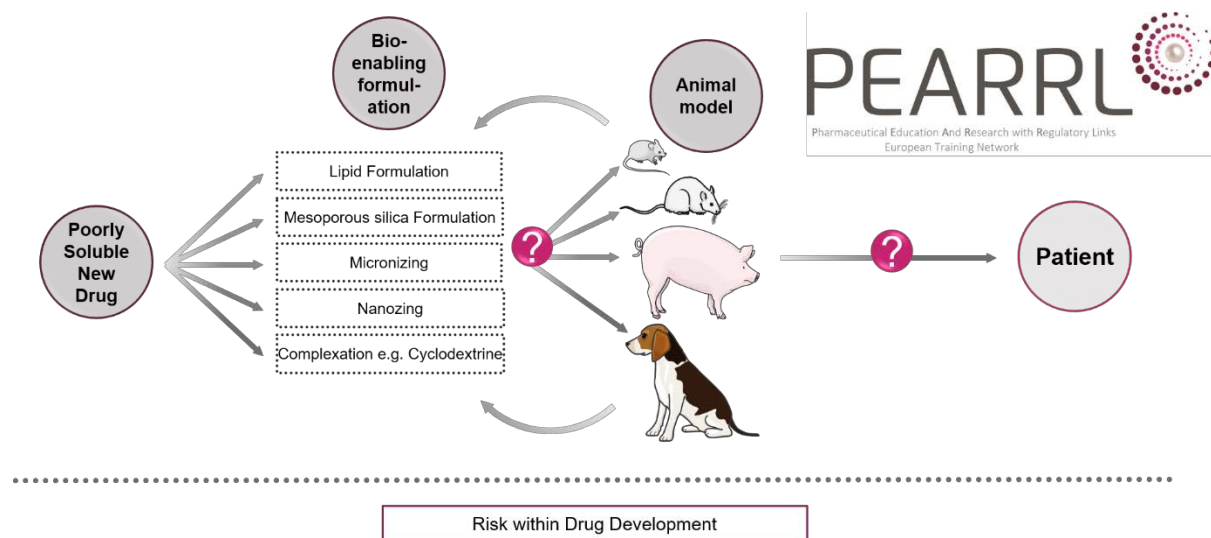 Bio-
enabling
formul-
ation
Animal
model
PEARRL
Pharmaceutical Education And Research with Regulatory Links
European Training Network
Lipid Formulation
Mesoporous silica Formulation
Micronizing
Nanozing
Complexation e.g. Cyclodextrine
Poorly
Soluble
New
Drug
?
?
Patient
Risk within Drug Development